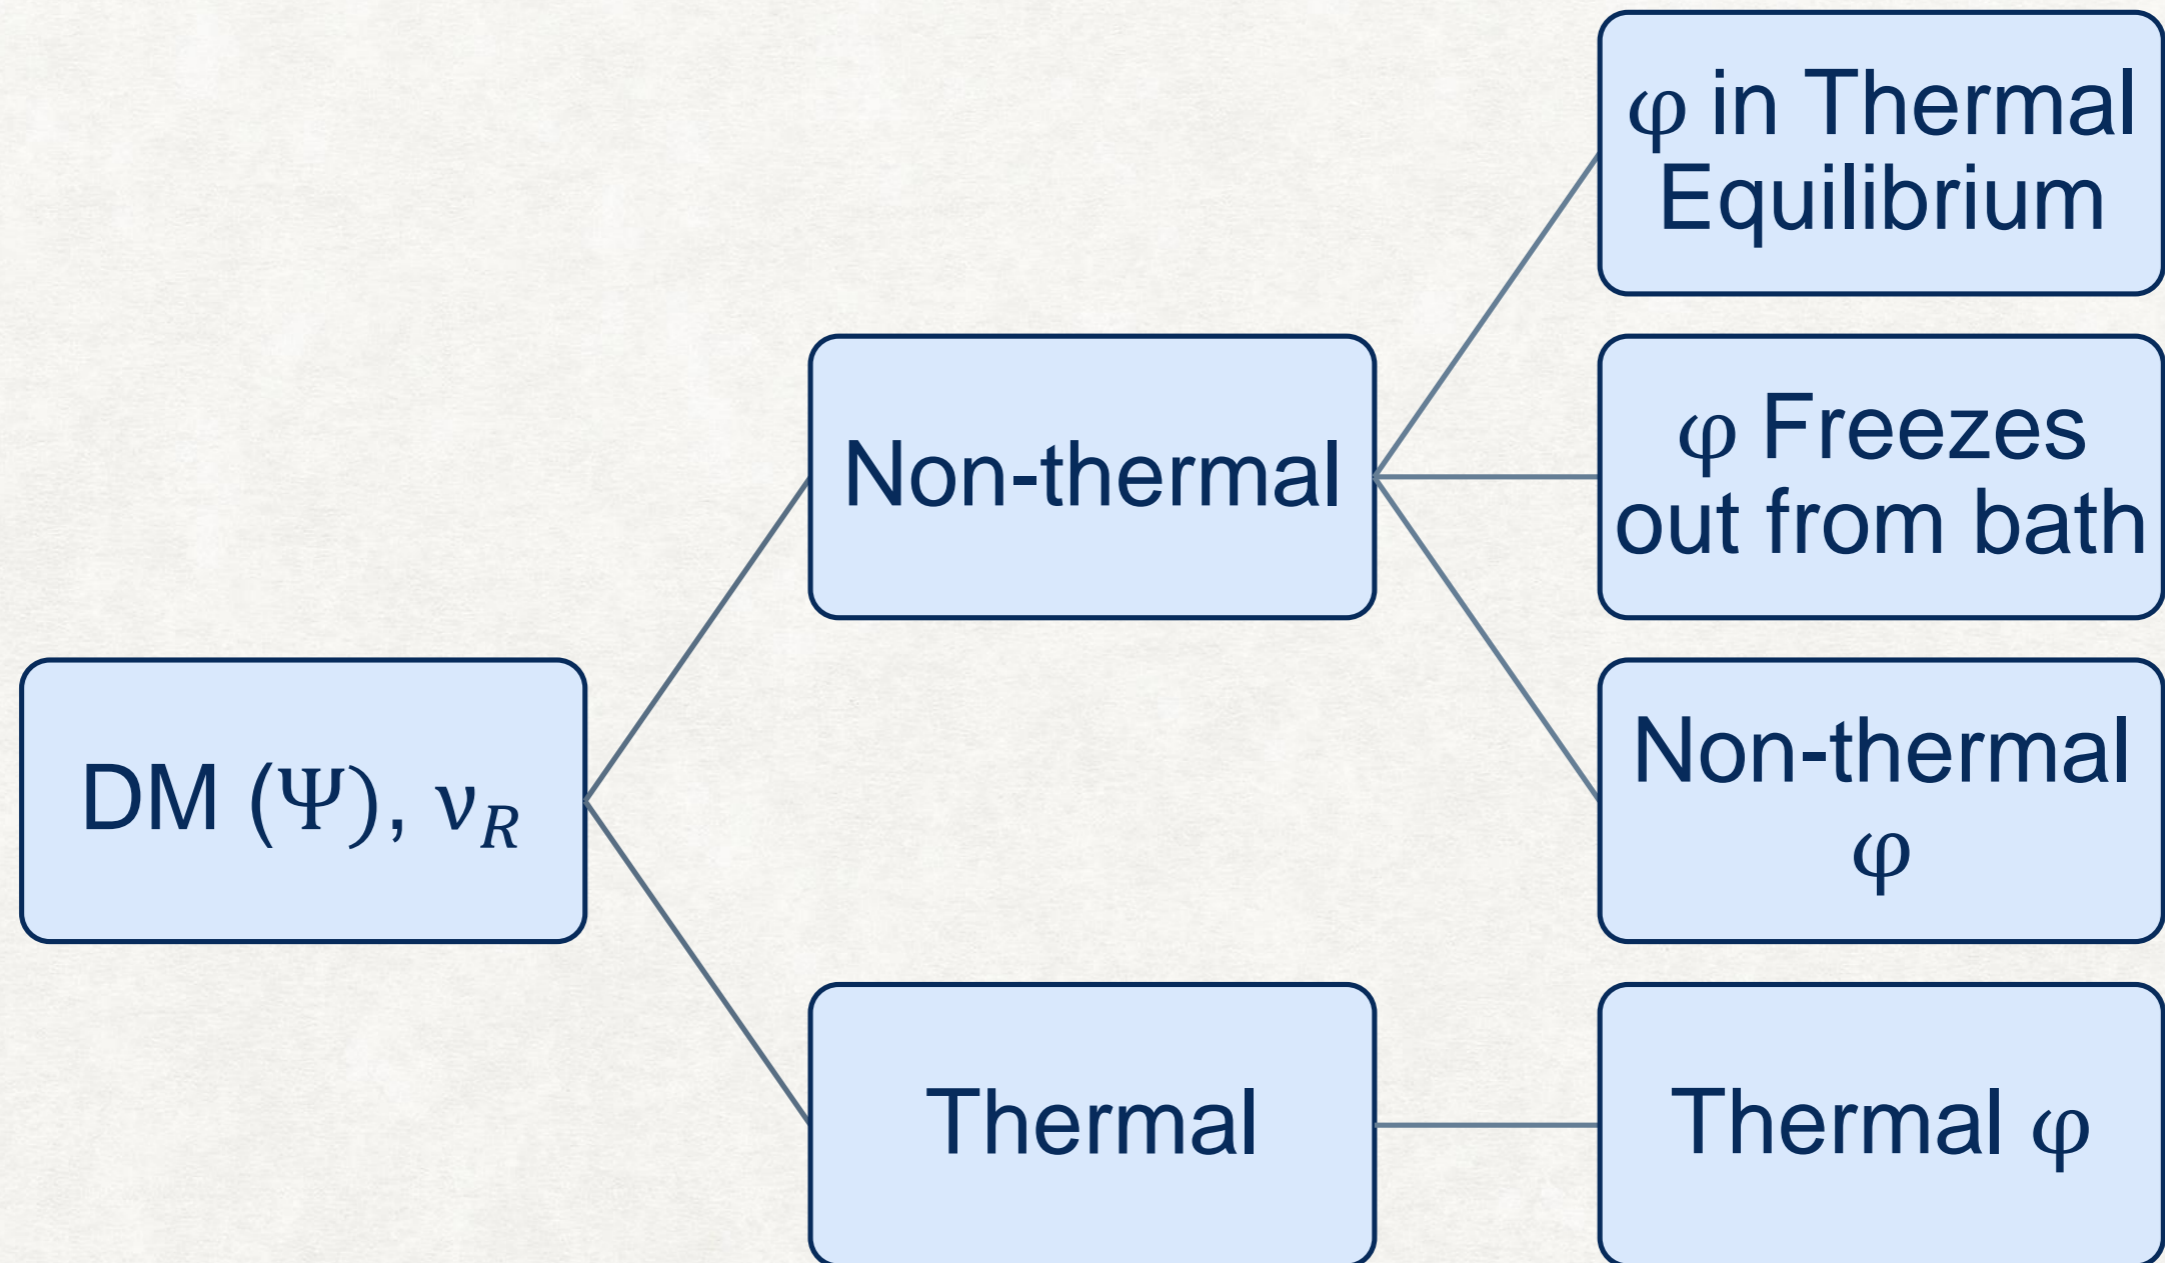 DM (Ψ), ν_R
Non-thermal
Thermal
φ in Thermal
Equilibrium
φ Freezes
out from bath
Non-thermal
φ
Thermal φ